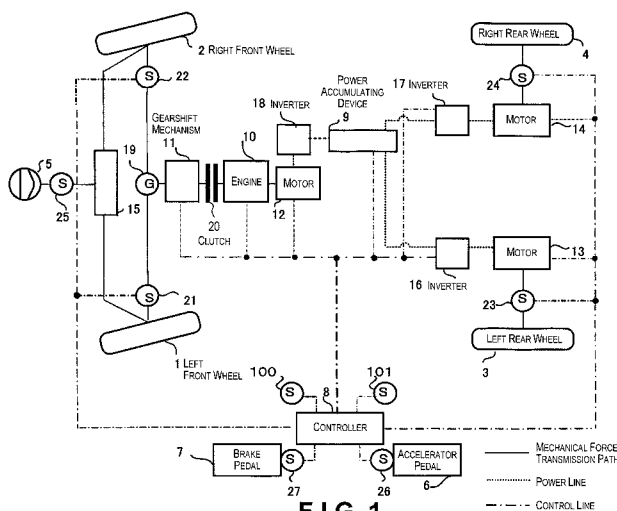 2 RIGHT FRONT WHEEL
RIGHT REAR WHEEL
4
S
22
S
24
17 INVERTER
POWER
ACCUMULATING
DEVICE
9
18 INVERTER
GEARSHIFT
MECHANISM
11
10
MOTOR
14
5
S
25
15
19
G
ENGINE
MOTOR
12
20
CLUTCH
MOTOR
13
16 INVERTER
S
21
S
23
LEFT REAR WHEEL
3
1 LEFT
FRONT WHEEL
100
S
8
101
S
CONTROLLER
7
BRAKE
PEDAL
S
27
S
26
ACCELERATOR
PEDAL
6
MECHANICAL FORCE
TRANSMISSION PATH
POWER LINE
CONTROL LINE
FIG. 1